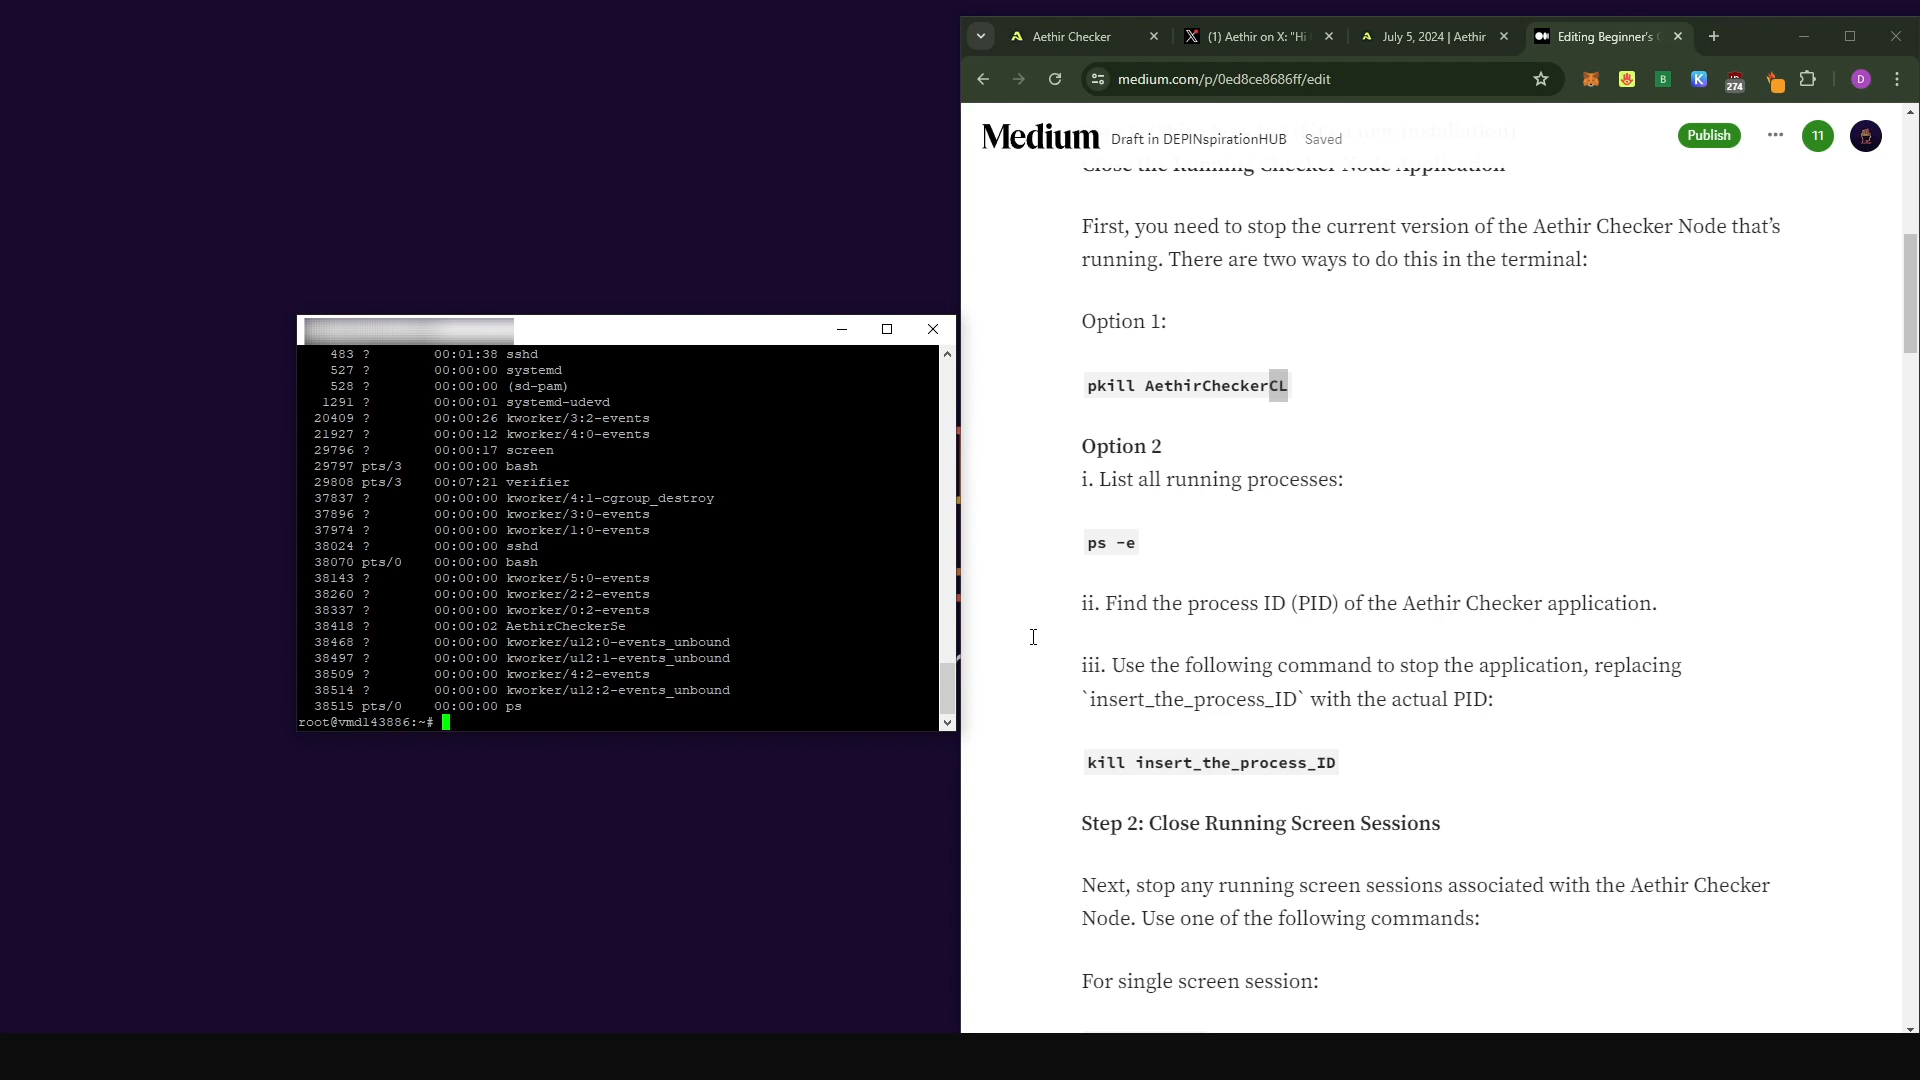 Aethir Checker
(1) Aethir on X: "Hi
July 5, 2024 | Aethir
Editing Beginner's
medium.com/p/0ed8ce8686ff/edit
B
K
274
D
Medium
Draft in DEPINspirationHUB
Saved
Publish
11
Close the Running Checker Node Application
First, you need to stop the current version of the Aethir Checker Node that's
running. There are two ways to do this in the terminal:
Option 1:
pkill AethirCheckerCL
Option 2
i. List all running processes:
ps -e
ii. Find the process ID (PID) of the Aethir Checker application.
iii. Use the following command to stop the application, replacing
`insert_the_process_ID` with the actual PID:
kill insert_the_process_ID
Step 2: Close Running Screen Sessions
Next, stop any running screen sessions associated with the Aethir Checker
Node. Use one of the following commands:
For single screen session:
483 ? 00:01:38 sshd
527 ? 00:00:00 systemd
528 ? 00:00:00 (sd-pam)
1291 ? 00:00:01 systemd-udevd
20409 ? 00:00:26 kworker/3:2-events
21927 ? 00:00:12 kworker/4:0-events
29796 ? 00:00:17 screen
29797 pts/3 00:00:00 bash
29808 pts/3 00:07:21 verifier
37837 ? 00:00:00 kworker/4:1-cgroup_destroy
37896 ? 00:00:00 kworker/3:0-events
37974 ? 00:00:00 kworker/1:0-events
38024 ? 00:00:00 sshd
38070 pts/0 00:00:00 bash
38143 ? 00:00:00 kworker/5:0-events
38260 ? 00:00:00 kworker/2:2-events
38337 ? 00:00:00 kworker/0:2-events
38418 ? 00:00:02 AethirCheckerSe
38468 ? 00:00:00 kworker/u12:0-events_unbound
38497 ? 00:00:00 kworker/u12:1-events_unbound
38509 ? 00:00:00 kworker/4:2-events
38514 ? 00:00:00 kworker/u12:2-events_unbound
38515 pts/0 00:00:00 ps
root@vmd143886:~#